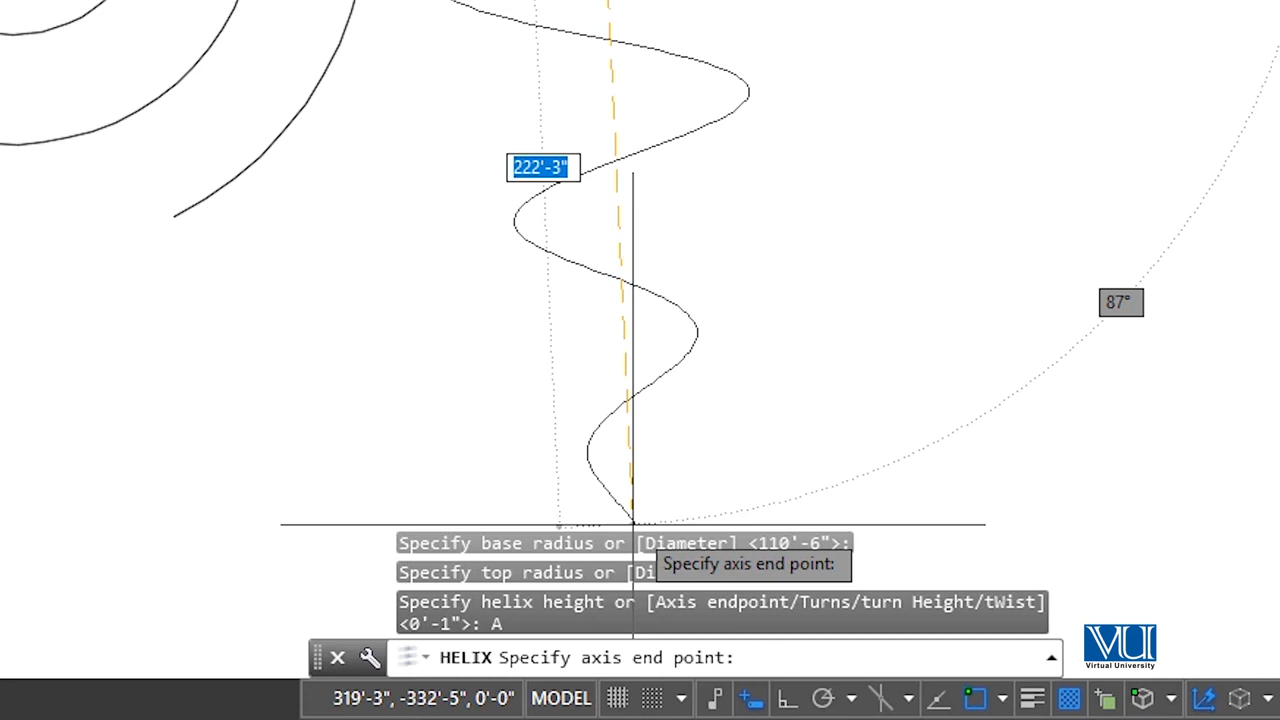 222'-3"
87°
Specify base radius or [Diameter] <110'-6">:
Specify axis end point:
Specify top radius or [Di
Specify helix height or [Axis endpoint/Turns/turn Height/tWist]
<0'-1">: A
HELIX Specify axis end point:
VU
Virtual University
319'-3", -332'-5", 0'-0" MODEL